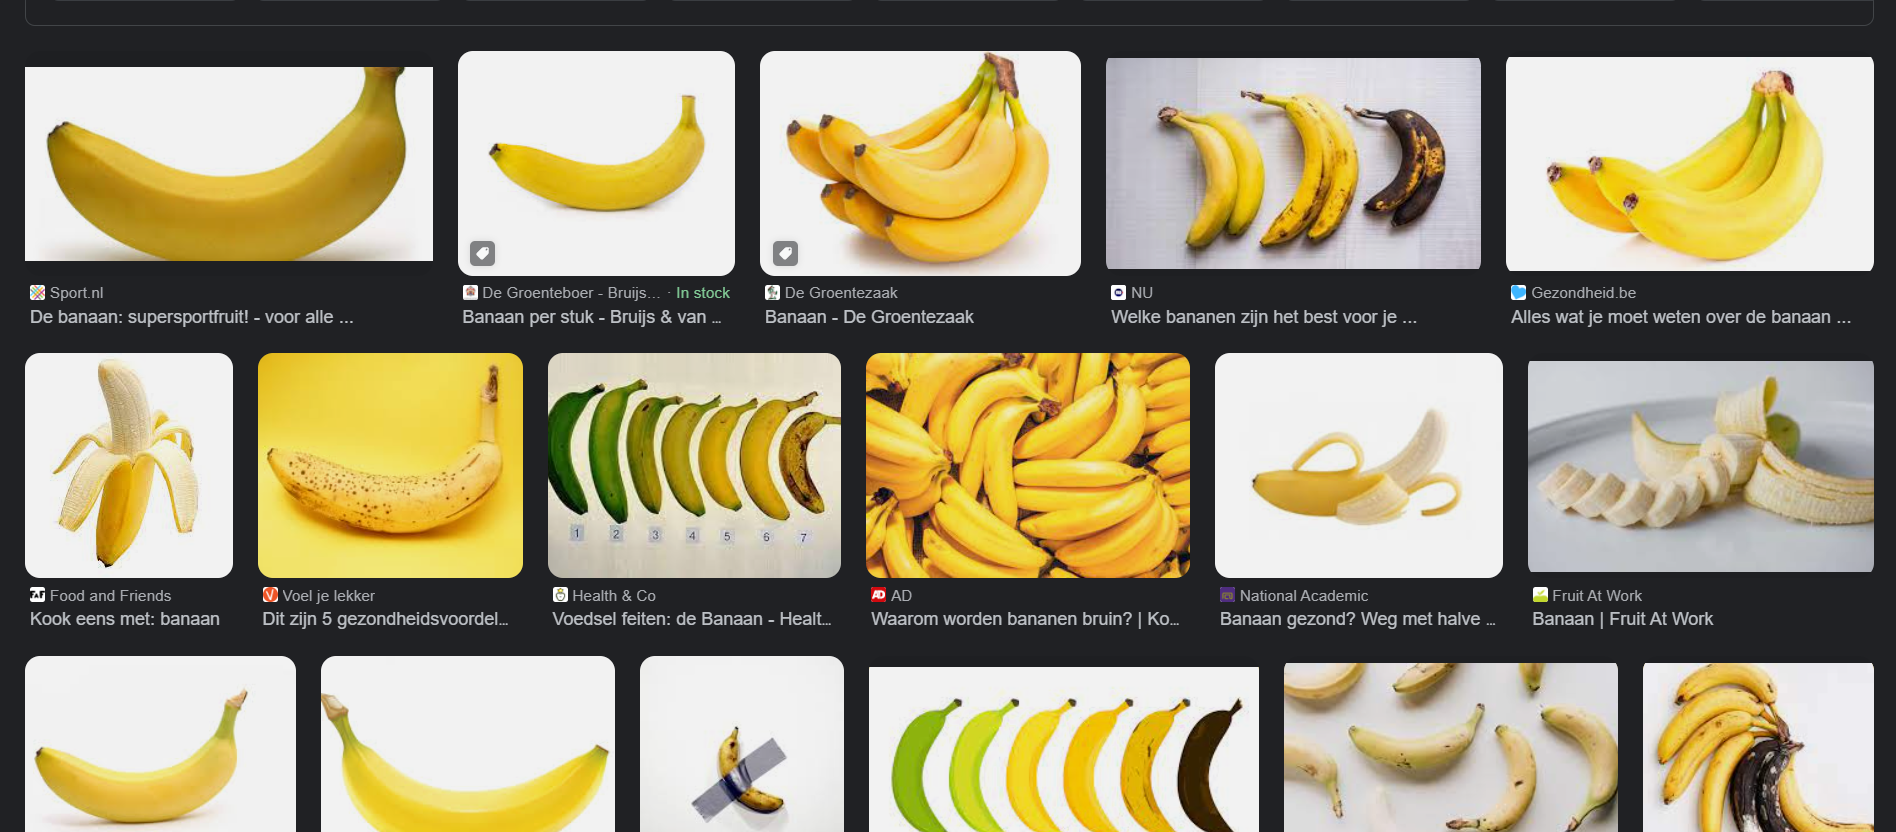 Sport.nl
De banaan: supersportfruit! - voor alle ...
De Groenteboer - Bruijs... · In stock
Banaan per stuk - Bruijs & van ...
De Groentezaak
Banaan - De Groentezaak
NU
Welke bananen zijn het best voor je ...
Gezondheid.be
Alles wat je moet weten over de banaan ...
1 2 3 4 5 6 7
Food and Friends
Kook eens met: banaan
Voel je lekker
Dit zijn 5 gezondheidsvoordel...
Health & Co
Voedsel feiten: de Banaan - Healt...
AD
AD
Waarom worden bananen bruin? | Ko...
National Academic
Banaan gezond? Weg met halve ...
Fruit At Work
Banaan | Fruit At Work